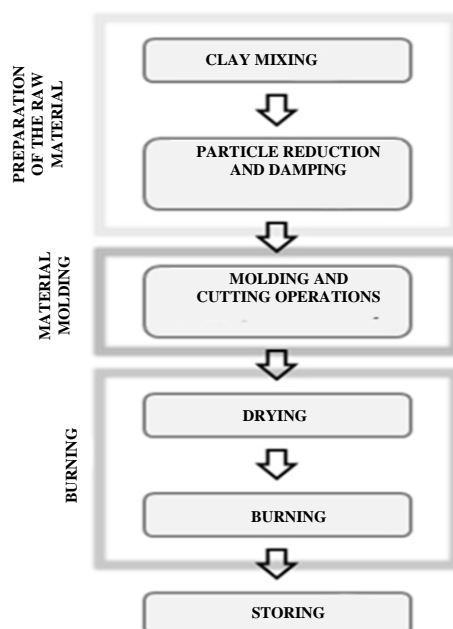 PREPARATION
OF THE RAW
MATERIAL
CLAY MIXING
PARTICLE REDUCTION
AND DAMPING
MATERIAL
MOLDING
MOLDING AND
CUTTING OPERATIONS
BURNING
DRYING
BURNING
STORING